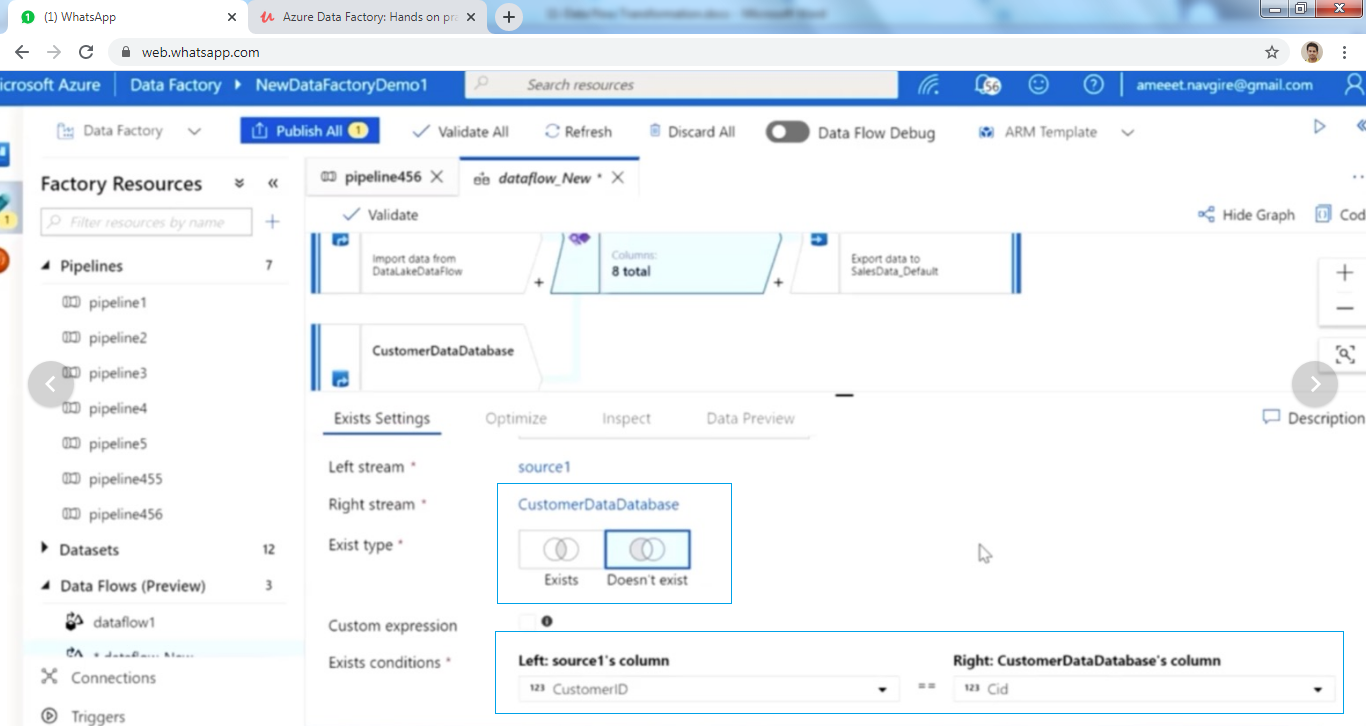 (1) WhatsApp
Azure Data Factory: Hands on pra
web.whatsapp.com
icrosoft Azure
Data Factory
NewDataFactoryDemo1
Search resources
56
ameeet.navgire@gmail.com
Data Factory
Publish All 1
Validate All
Refresh
Discard All
Data Flow Debug
ARM Template
Factory Resources
pipeline456
dataflow_New *
1
Filter resources by name
Validate
Hide Graph
Cod
Pipelines 7
Import data from
DataLakeDataFlow
Columns:
8 total
Export data to
SalesData_Default
pipeline1
pipeline2
CustomerDataDatabase
pipeline3
pipeline4
Exists Settings
Optimize
Inspect
Data Preview
Description
pipeline5
Left stream *
source1
pipeline455
Right stream *
CustomerDataDatabase
pipeline456
Exist type *
Datasets 12
Exists
Doesn't exist
Data Flows (Preview) 3
dataflow1
Custom expression
* dataflow_New
Exists conditions *
Left: source1's column
Right: CustomerDataDatabase's column
123 CustomerID
==
123 Cid
Connections
Triggers